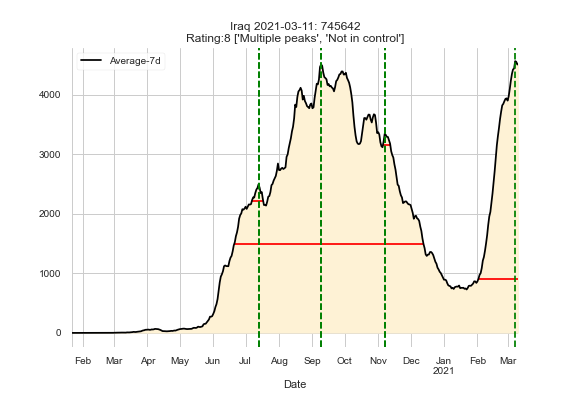 Iraq 2021-03-11: 745642
Rating:8 ['Multiple peaks', 'Not in control']
Average-7d
4000
3000
2000
1000
0
Feb Mar Apr May Jun Jul Aug Sep Oct Nov Dec Jan Feb Mar
2021
Date